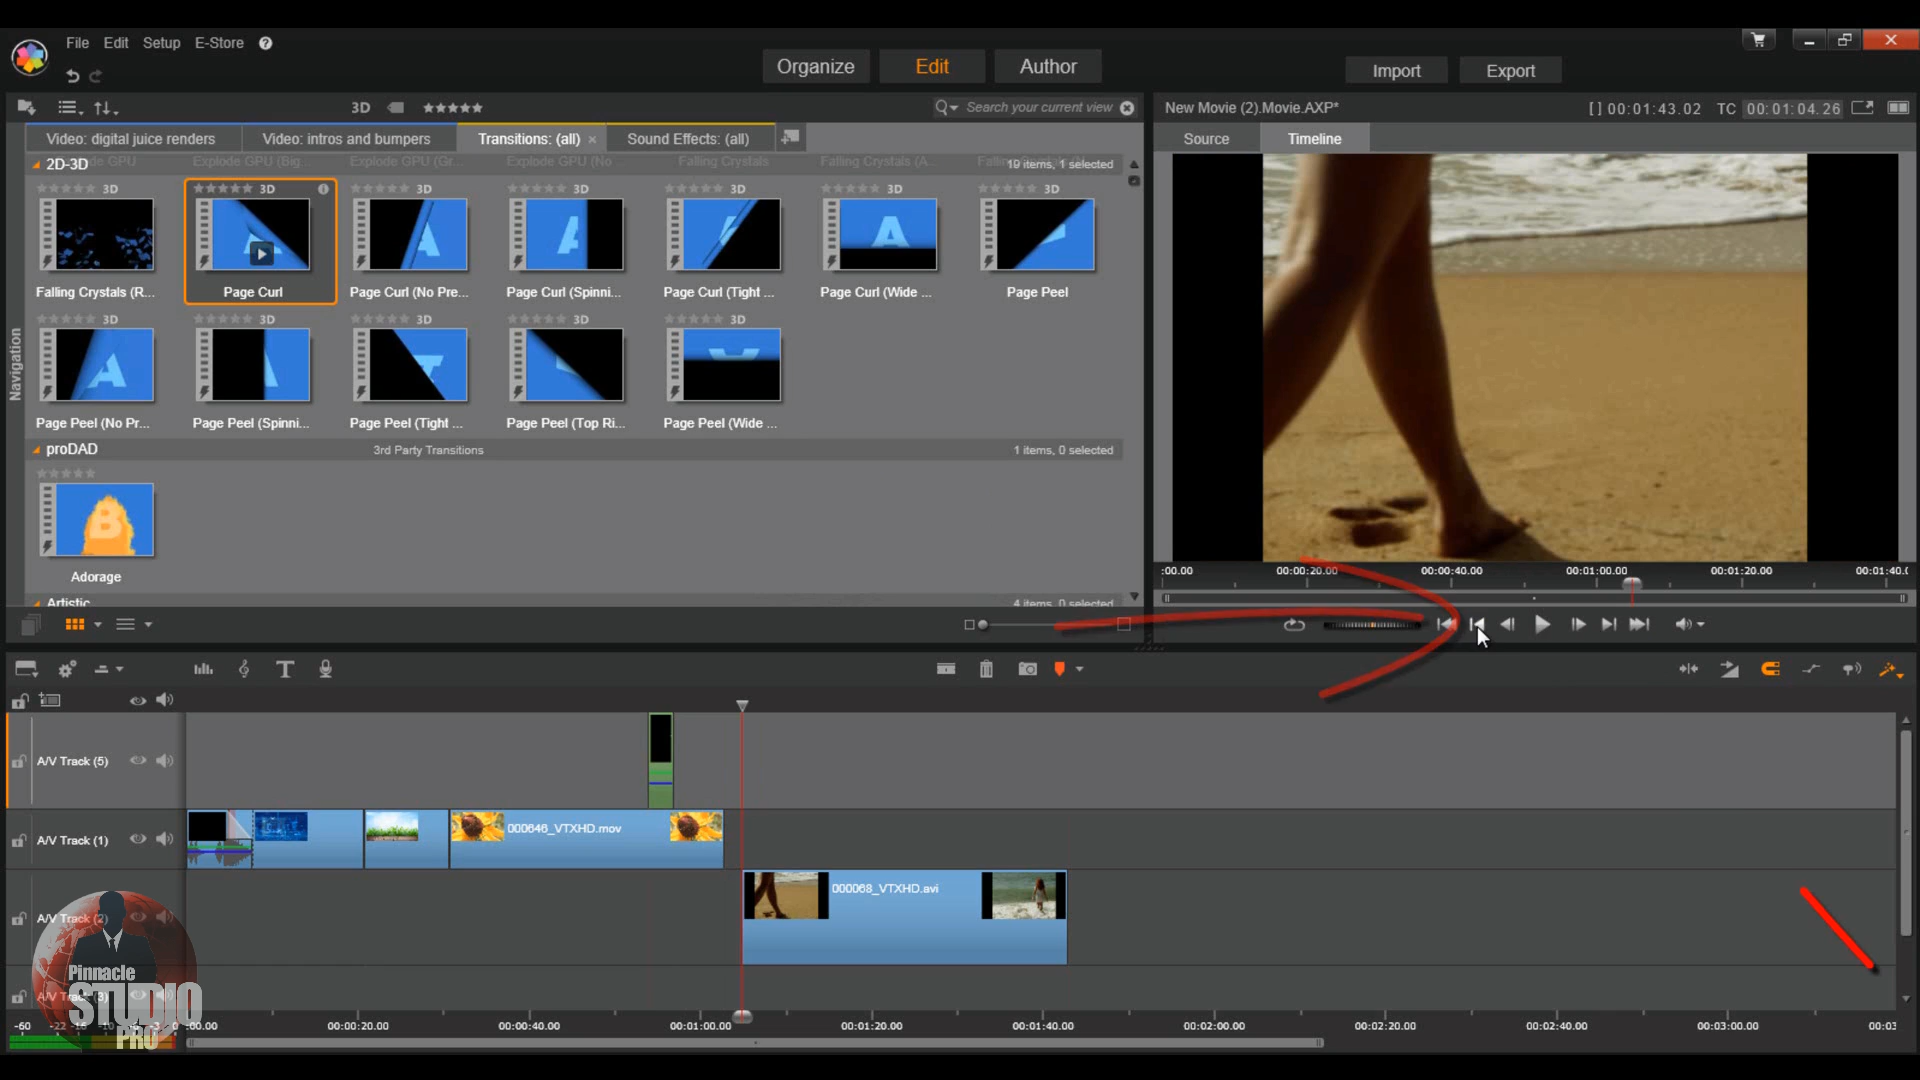 File Edit Setup E-Store ?
Organize Edit Author
Import Export
3D
Search your current view
New Movie (2).Movie.AXP*
[ ] 00:01:43.02 TC 00:01:04.26
Video: digital juice renders
Video: intros and bumpers
Transitions: (all) ×
Sound Effects: (all)
Source Timeline
2D-3D
Explode GPU (Big ... Explode GPU (Gr... Explode GPU (No ... Falling Crystals Falling Crystals (A...
19 items, 1 selected
3D 3D 3D 3D 3D 3D 3D
Falling Crystals (R... Page Curl Page Curl (No Pre... Page Curl (Spinni... Page Curl (Tight ... Page Curl (Wide ... Page Peel
3D 3D 3D 3D 3D
Page Peel (No Pr... Page Peel (Spinni... Page Peel (Tight ... Page Peel (Top Ri... Page Peel (Wide ...
Navigation
proDAD 3rd Party Transitions 1 items, 0 selected
B
Adorage
Artistic 4 items, 0 selected
:00.00 00:00:20.00 00:00:40.00 00:01:00.00 00:01:20.00 00:01:40.0
A/V Track (5)
A/V Track (1)
000646_VTXHD.mov
A/V Track (2)
000068_VTXHD.avi
A/V Track (3)
Pinnacle
STUDIO
PRO
-60 -22 -16 -10 -6 -3 0
:00.00 00:00:20.00 00:00:40.00 00:01:00.00 00:01:20.00 00:01:40.00 00:02:00.00 00:02:20.00 00:02:40.00 00:03:00.00 00:03